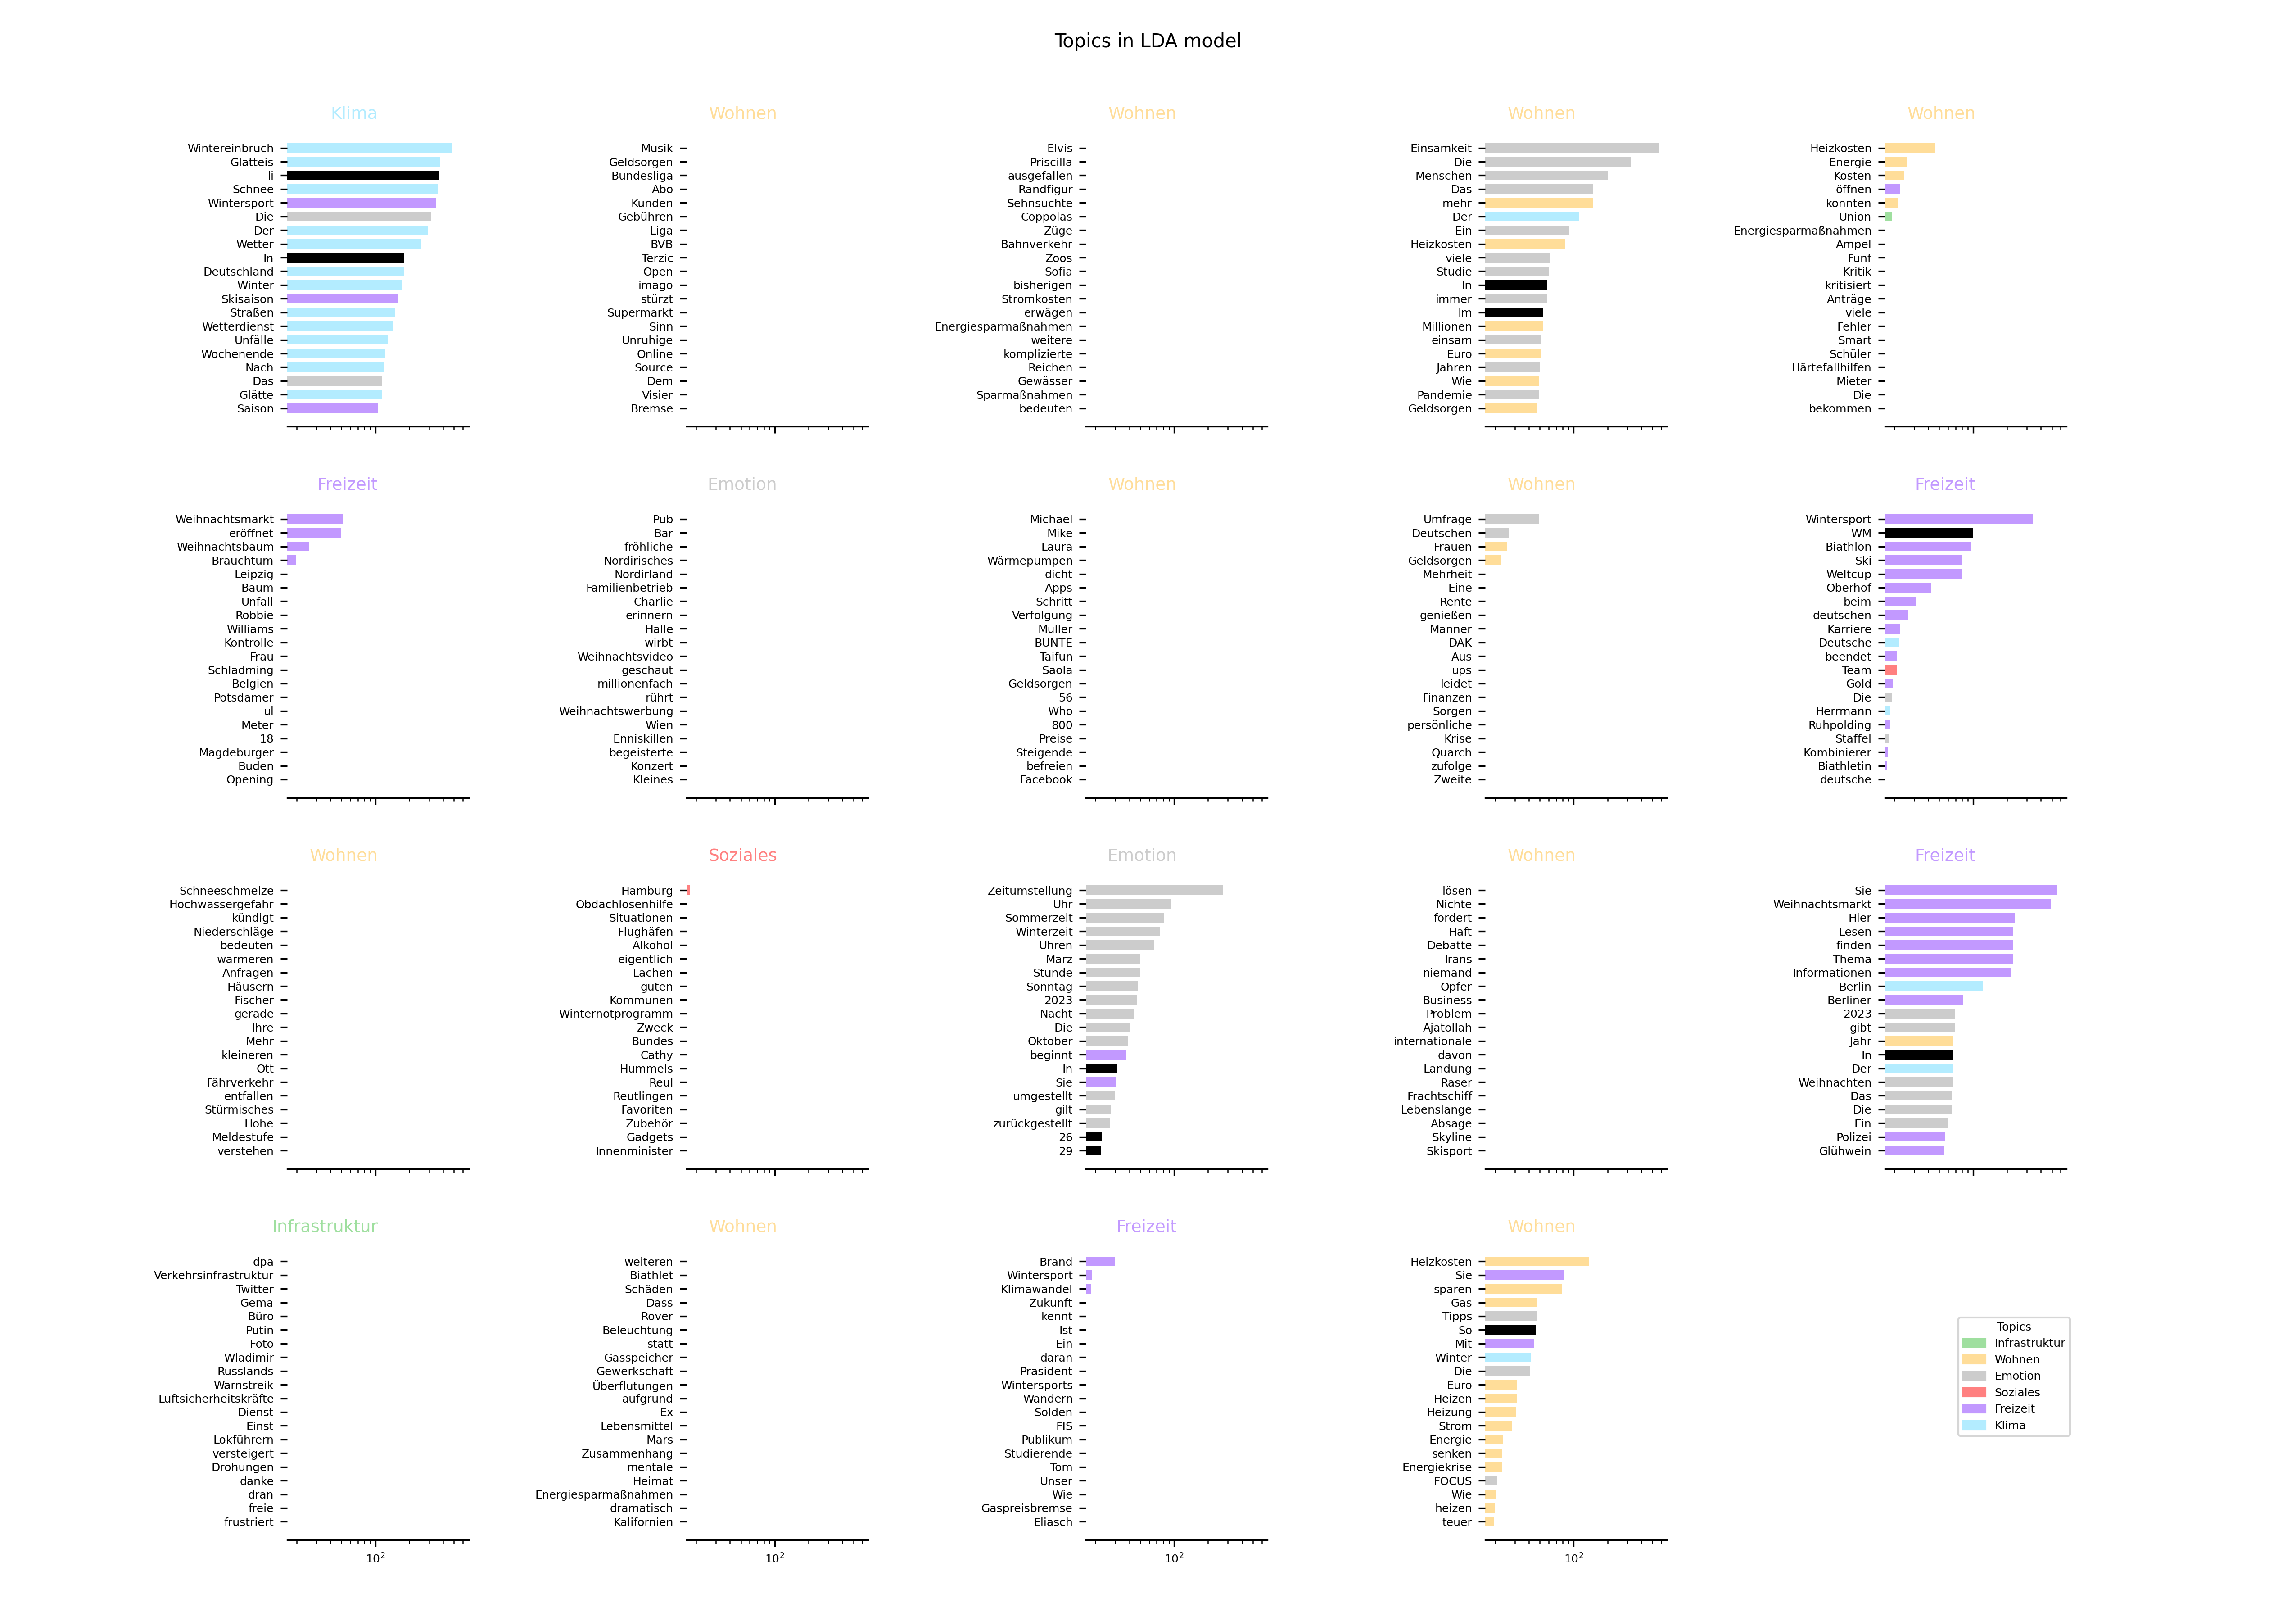 Topics in LDA model
Klima
Wintereinbruch
Glatteis
li
Schnee
Wintersport
Die
Der
Wetter
In
Deutschland
Winter
Skisaison
Straßen
Wetterdienst
Unfälle
Wochenende
Nach
Das
Glätte
Saison
Wohnen
Musik
Geldsorgen
Bundesliga
Abo
Kunden
Gebühren
Liga
BVB
Terzic
Open
imago
stürzt
Supermarkt
Sinn
Unruhige
Online
Source
Dem
Visier
Bremse
Wohnen
Elvis
Priscilla
ausgefallen
Randfigur
Sehnsüchte
Coppolas
Züge
Bahnverkehr
Zoos
Sofia
bisherigen
Stromkosten
erwägen
Energiesparmaßnahmen
weitere
komplizierte
Reichen
Gewässer
Sparmaßnahmen
bedeuten
Wohnen
Einsamkeit
Die
Menschen
Das
mehr
Der
Ein
Heizkosten
viele
Studie
In
immer
Im
Millionen
einsam
Euro
Jahren
Wie
Pandemie
Geldsorgen
Wohnen
Heizkosten
Energie
Kosten
öffnen
könnten
Union
Energiesparmaßnahmen
Ampel
Fünf
Kritik
kritisiert
Anträge
viele
Fehler
Smart
Schüler
Härtefallhilfen
Mieter
Die
bekommen
Freizeit
Weihnachtsmarkt
eröffnet
Weihnachtsbaum
Brauchtum
Leipzig
Baum
Unfall
Robbie
Williams
Kontrolle
Frau
Schladming
Belgien
Potsdamer
ul
Meter
18
Magdeburger
Buden
Opening
Emotion
Pub
Bar
fröhliche
Nordirisches
Nordirland
Familienbetrieb
Charlie
erinnern
Halle
wirbt
Weihnachtsvideo
geschaut
millionenfach
rührt
Weihnachtswerbung
Wien
Enniskillen
begeisterte
Konzert
Kleines
Wohnen
Michael
Mike
Laura
Wärmepumpen
dicht
Apps
Schritt
Verfolgung
Müller
BUNTE
Taifun
Saola
Geldsorgen
56
Who
800
Preise
Steigende
befreien
Facebook
Wohnen
Umfrage
Deutschen
Frauen
Geldsorgen
Mehrheit
Eine
Rente
genießen
Männer
DAK
Aus
ups
leidet
Finanzen
Sorgen
persönliche
Krise
Quarch
zufolge
Zweite
Freizeit
Wintersport
WM
Biathlon
Ski
Weltcup
Oberhof
beim
deutschen
Karriere
Deutsche
beendet
Team
Gold
Die
Herrmann
Ruhpolding
Staffel
Kombinierer
Biathletin
deutsche
Wohnen
Schneeschmelze
Hochwassergefahr
kündigt
Niederschläge
bedeuten
wärmeren
Anfragen
Häusern
Fischer
gerade
Ihre
Mehr
kleineren
Ott
Fährverkehr
entfallen
Stürmisches
Hohe
Meldestufe
verstehen
Soziales
Hamburg
Obdachlosenhilfe
Situationen
Flughäfen
Alkohol
eigentlich
Lachen
guten
Kommunen
Winternotprogramm
Zweck
Bundes
Cathy
Hummels
Reul
Reutlingen
Favoriten
Zubehör
Gadgets
Innenminister
Emotion
Zeitumstellung
Uhr
Sommerzeit
Winterzeit
Uhren
März
Stunde
Sonntag
2023
Nacht
Die
Oktober
beginnt
In
Sie
umgestellt
gilt
zurückgestellt
26
29
Wohnen
lösen
Nichte
fordert
Haft
Debatte
Irans
niemand
Opfer
Business
Problem
Ajatollah
internationale
davon
Landung
Raser
Frachtschiff
Lebenslange
Absage
Skyline
Skisport
Freizeit
Sie
Weihnachtsmarkt
Hier
Lesen
finden
Thema
Informationen
Berlin
Berliner
2023
gibt
Jahr
In
Der
Weihnachten
Das
Die
Ein
Polizei
Glühwein
Infrastruktur
dpa
Verkehrsinfrastruktur
Twitter
Gema
Büro
Putin
Foto
Wladimir
Russlands
Warnstreik
Luftsicherheitskräfte
Dienst
Einst
Lokführern
versteigert
Drohungen
danke
dran
freie
frustriert
10²
Wohnen
weiteren
Biathlet
Schäden
Dass
Rover
Beleuchtung
statt
Gasspeicher
Gewerkschaft
Überflutungen
aufgrund
Ex
Lebensmittel
Mars
Zusammenhang
mentale
Heimat
Energiesparmaßnahmen
dramatisch
Kalifornien
10²
Freizeit
Brand
Wintersport
Klimawandel
Zukunft
kennt
Ist
Ein
daran
Präsident
Wintersports
Wandern
Sölden
FIS
Publikum
Studierende
Tom
Unser
Wie
Gaspreisbremse
Eliasch
10²
Wohnen
Heizkosten
Sie
sparen
Gas
Tipps
So
Mit
Winter
Die
Euro
Heizen
Heizung
Strom
Energie
senken
Energiekrise
FOCUS
Wie
heizen
teuer
10²
Topics
Infrastruktur
Wohnen
Emotion
Soziales
Freizeit
Klima